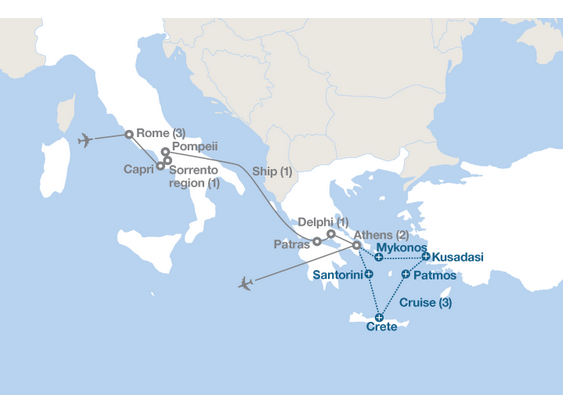 Rome (3)
Pompeii
Capri
Sorrento
region (1)
Ship (1)
Delphi (1)
Athens (2)
Patras
Mykonos
Kusadasi
Santorini
Patmos
Cruise (3)
Crete